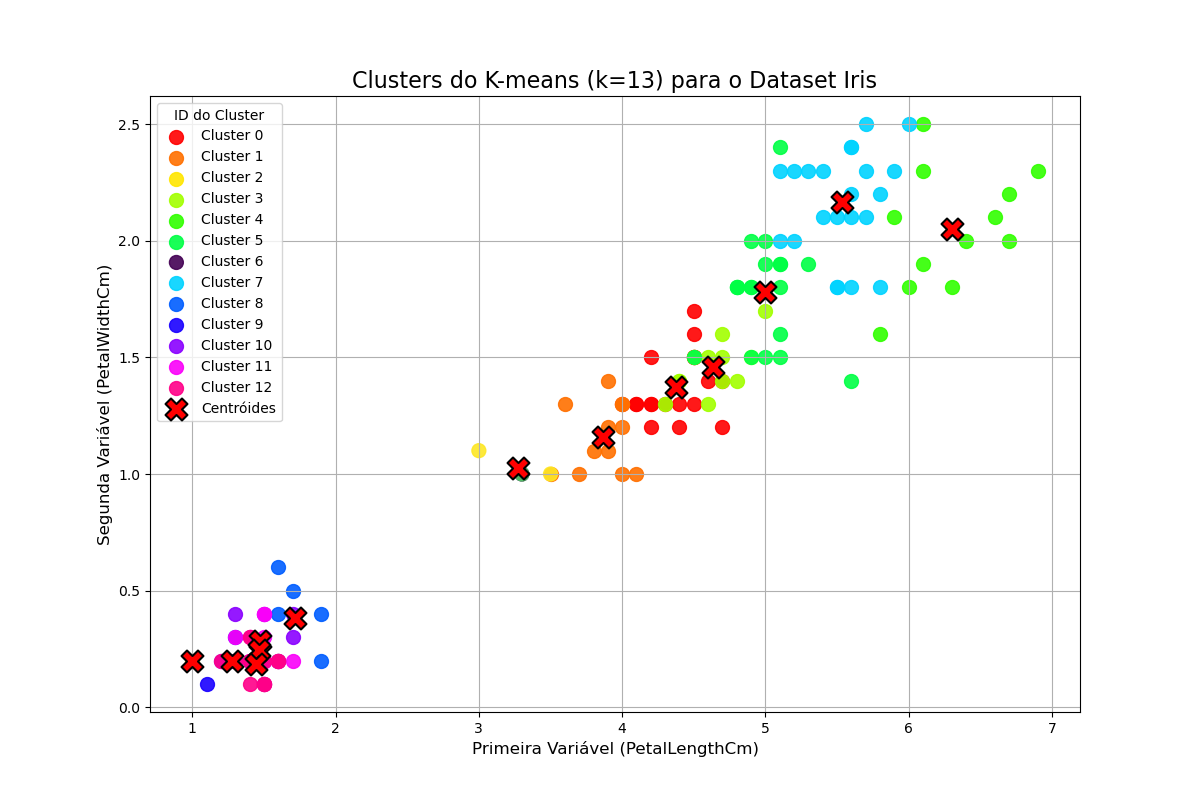 Clusters do K-means (k=13) para o Dataset Iris
ID do Cluster
Cluster 0
Cluster 1
Cluster 2
Cluster 3
Cluster 4
Cluster 5
Cluster 6
Cluster 7
Cluster 8
Cluster 9
Cluster 10
Cluster 11
Cluster 12
Centróides
Segunda Variável (PetalWidthCm)
2.5
2.0
1.5
1.0
0.5
0.0
1 2 3 4 5 6 7
Primeira Variável (PetalLengthCm)